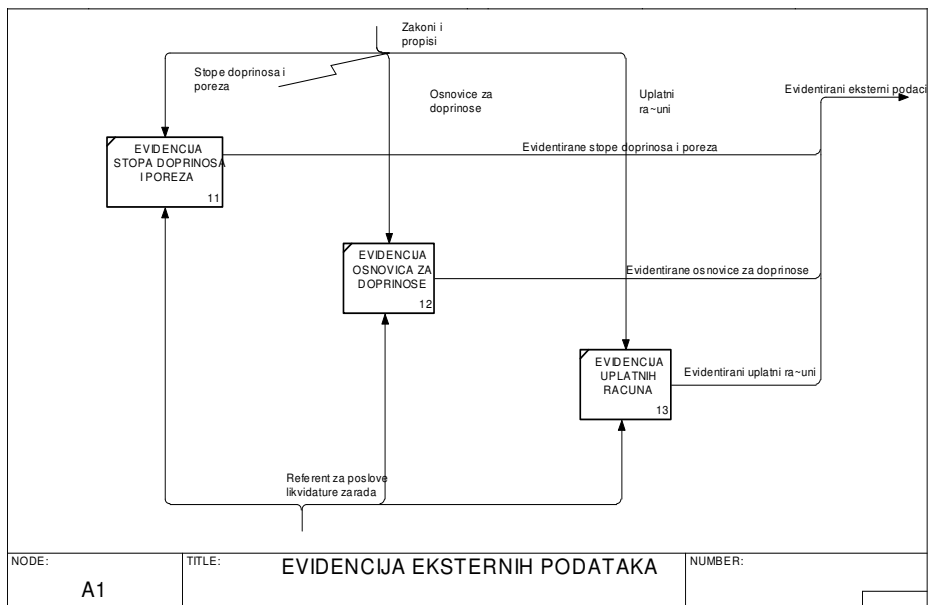 Zakoni i
propisi
Stope doprinosa i
poreza
Osnovice za
doprinose
Uplatni
ra~uni
Evidentirani eksterni podaci
EVIDENCIJA
STOPA DOPRINOSA
I POREZA
11
Evidentirane stope doprinosa i poreza
EVIDENCIJA
OSNOVICA ZA
DOPRINOSE
12
Evidentirane osnovice za doprinose
EVIDENCIJA
UPLATNIH
RACUNA
13
Evidentirani uplatni ra~uni
Referent za poslove
likvidature zarada
NODE:
A1
TITLE:
EVIDENCIJA EKSTERNIH PODATAKA
NUMBER: